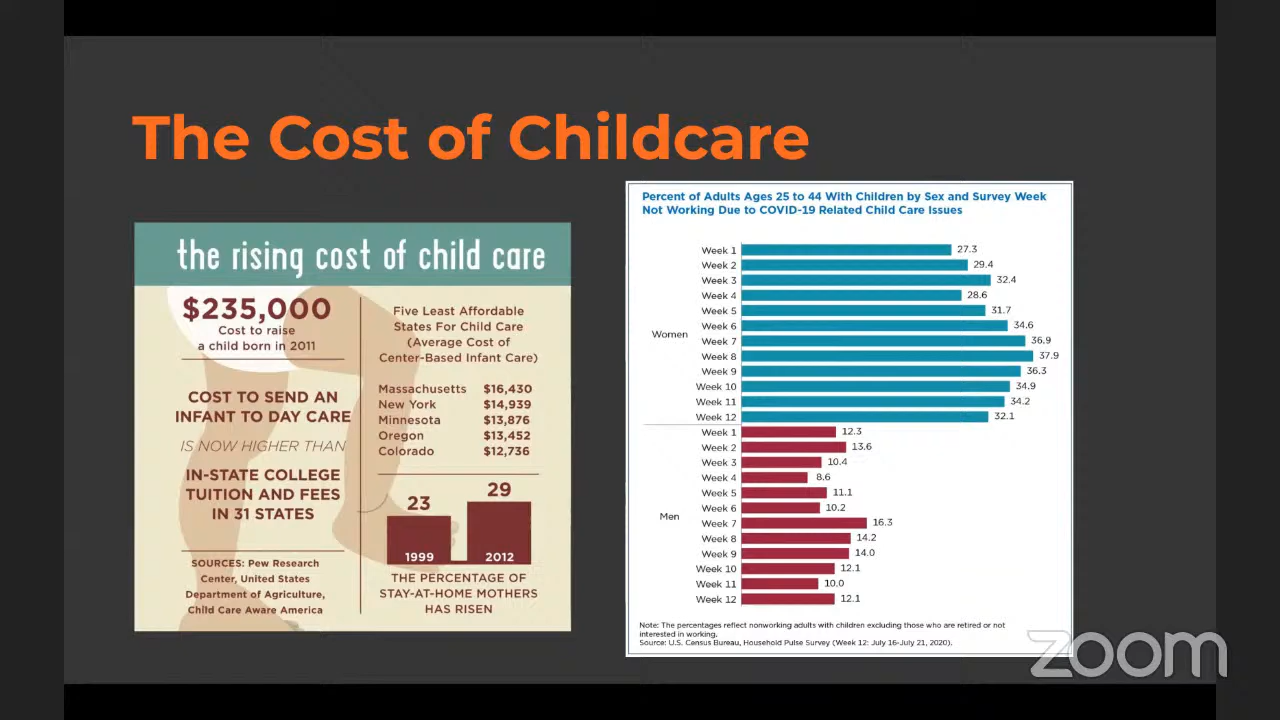 The Cost of Childcare
the rising cost of child care
$235,000
Cost to raise
a child born in 2011
COST TO SEND AN
INFANT TO DAY CARE
IS NOW HIGHER THAN
IN-STATE COLLEGE
TUITION AND FEES
IN 31 STATES
SOURCES: Pew Research
Center, United States
Department of Agriculture,
Child Care Aware America
Five Least Affordable
States For Child Care
(Average Cost of
Center-Based Infant Care)
Massachusetts $16,430
New York $14,939
Minnesota $13,876
Oregon $13,452
Colorado $12,736
23 29
1999 2012
THE PERCENTAGE OF
STAY-AT-HOME MOTHERS
HAS RISEN
Percent of Adults Ages 25 to 44 With Children by Sex and Survey Week
Not Working Due to COVID-19 Related Child Care Issues
Women
Week 1 27.3
Week 2 29.4
Week 3 32.4
Week 4 28.6
Week 5 31.7
Week 6 34.6
Week 7 36.9
Week 8 37.9
Week 9 36.3
Week 10 34.9
Week 11 34.2
Week 12 32.1
Men
Week 1 12.3
Week 2 13.6
Week 3 10.4
Week 4 8.6
Week 5 11.1
Week 6 10.2
Week 7 16.3
Week 8 14.2
Week 9 14.0
Week 10 12.1
Week 11 10.0
Week 12 12.1
Note: The percentages reflect nonworking adults with children excluding those who are retired or not
interested in working.
Source: U.S. Census Bureau, Household Pulse Survey (Week 12: July 16-July 21, 2020).
zoom